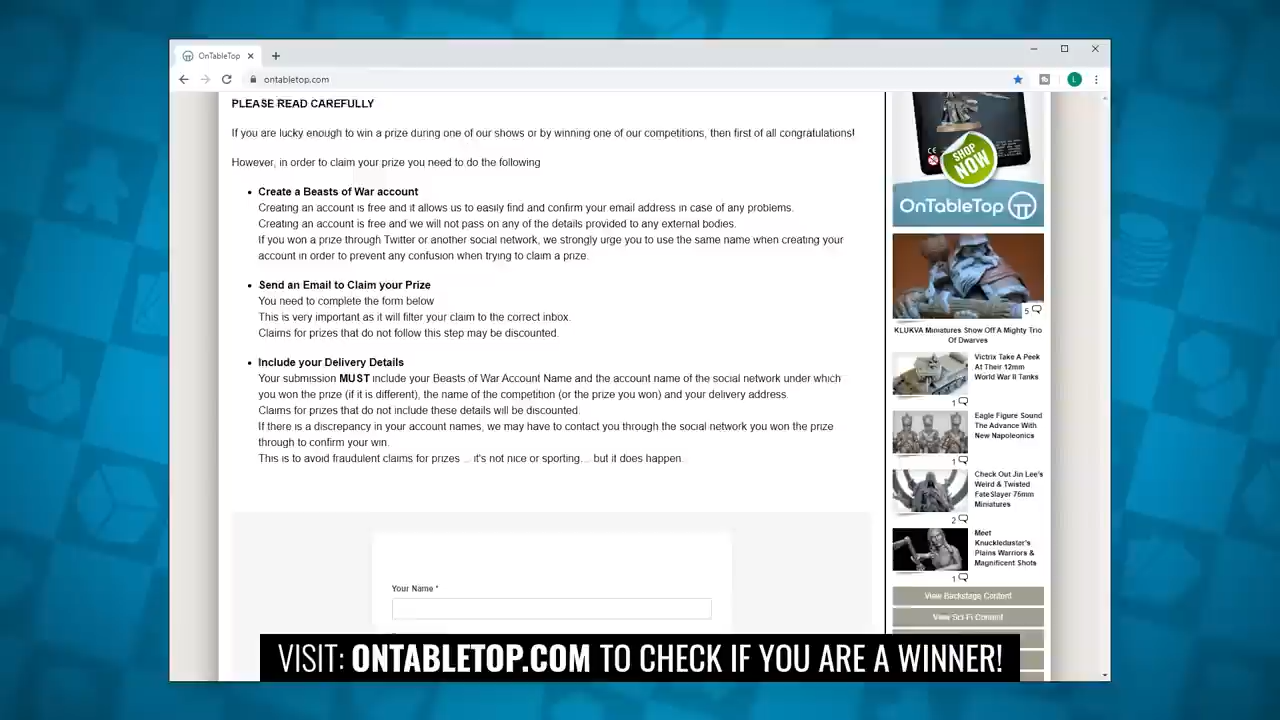 OnTableTop
ontabletop.com
L
PLEASE READ CAREFULLY
If you are lucky enough to win a prize during one of our shows or by winning one of our competitions, then first of all congratulations!
However, in order to claim your prize you need to do the following
Create a Beasts of War account
Creating an account is free and it allows us to easily find and confirm your email address in case of any problems.
Creating an account is free and we will not pass on any of the details provided to any external bodies.
If you won a prize through Twitter or another social network, we strongly urge you to use the same name when creating your
account in order to prevent any confusion when trying to claim a prize.
Send an Email to Claim your Prize
You need to complete the form below
This is very important as it will filter your claim to the correct inbox.
Claims for prizes that do not follow this step may be discounted.
Include your Delivery Details
Your submission MUST include your Beasts of War Account Name and the account name of the social network under which
you won the prize (if it is different), the name of the competition (or the prize you won) and your delivery address.
Claims for prizes that do not include these details will be discounted.
If there is a discrepancy in your account names, we may have to contact you through the social network you won the prize
through to confirm your win.
This is to avoid fraudulent claims for prizes ... it's not nice or sporting... but it does happen.
Your Name *
CE
SHOP
NOW
OnTableTop
5
KLUKVA Miniatures Show Off A Mighty Trio
Of Dwarves
Victrix Take A Peek
At Their 12mm
World War II Tanks
1
Eagle Figure Sound
The Advance With
New Napoleonics
1
Check Out Jin Lee's
Weird & Twisted
FateSlayer 75mm
Miniatures
2
Meet
Knuckleduster's
Plains Warriors &
Magnificent Shots
1
View Backstage Content
View Sci-Fi Content
VISIT: ONTABLETOP.COM TO CHECK IF YOU ARE A WINNER!